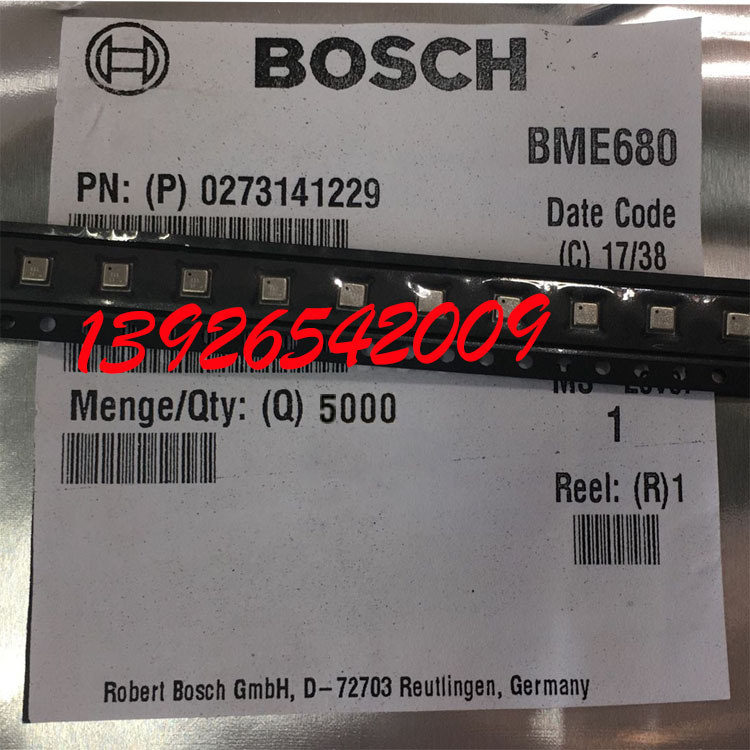 BOSCH
BME680
PN: (P) 0273141229
Date Code
(C) 17/38
13926542009
Menge/Qty: (Q) 5000
1
Reel: (R)1
Robert Bosch GmbH, D-72703 Reutlingen, Germany